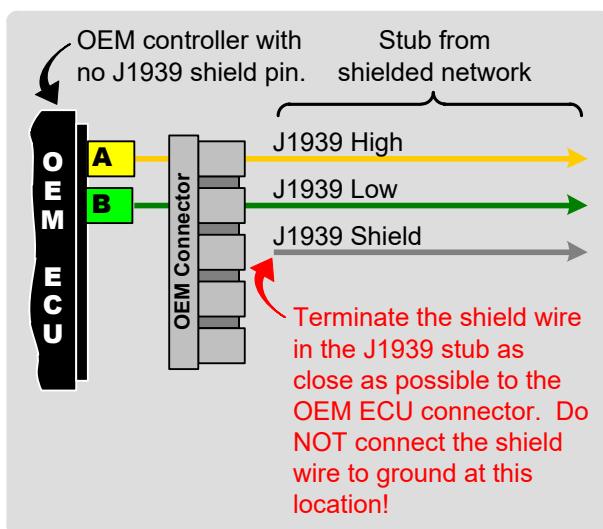 OEM controller with
no J1939 shield pin.
Stub from
shielded network
OEM ECU
A
B
OEM Connector
J1939 High
J1939 Low
J1939 Shield
Terminate the shield wire
in the J1939 stub as
close as possible to the
OEM ECU connector.  Do
NOT connect the shield
wire to ground at this
location!